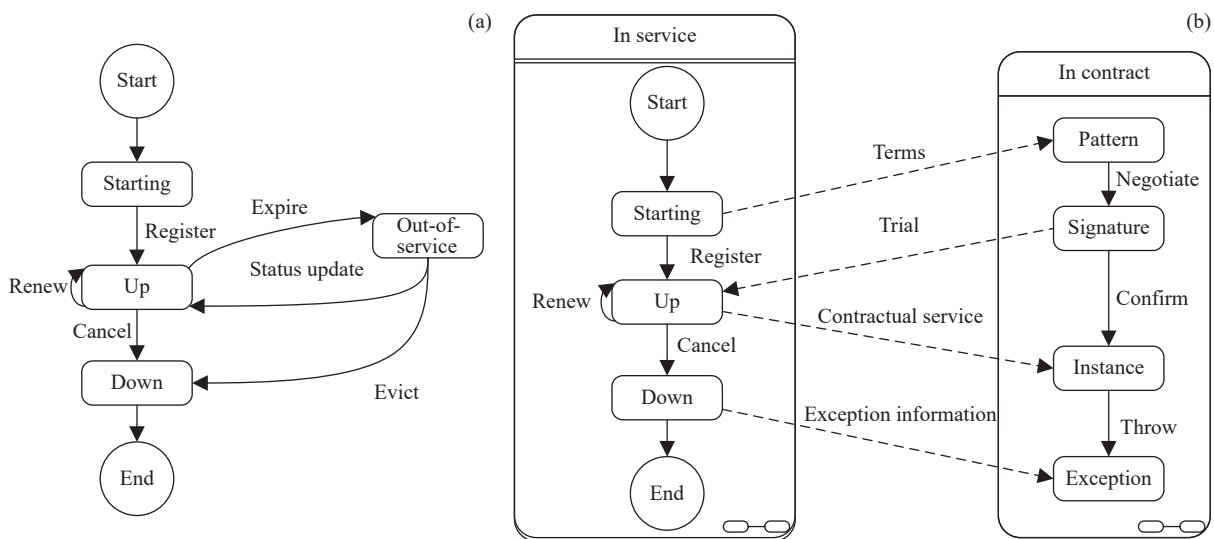 (a)
Start
Starting
Register
Expire
Out-of-
service
Status update
Renew
Up
Cancel
Down
Evict
End
(b)
In service
Start
Starting
Register
Renew
Up
Cancel
Down
End
Terms
Trial
Contractual service
Exception information
In contract
Pattern
Negotiate
Signature
Confirm
Instance
Throw
Exception